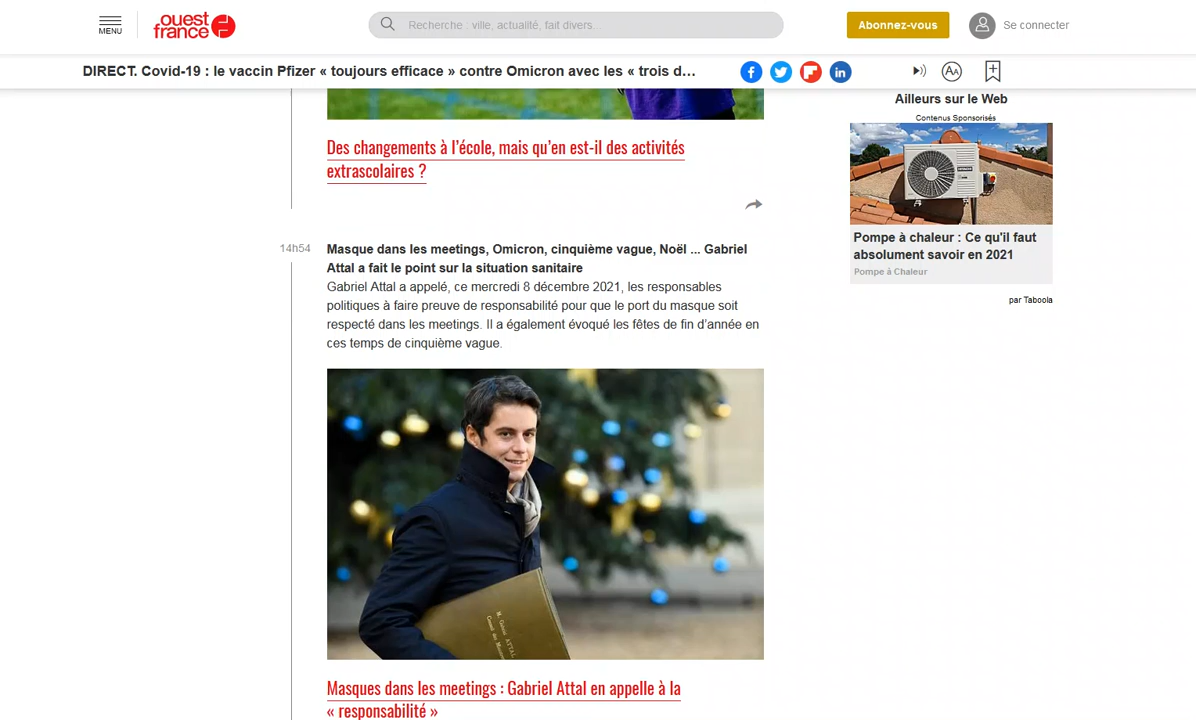 MENU
ouest
france
Recherche : ville, actualité, fait divers...
Abonnez-vous
Se connecter
DIRECT. Covid-19 : le vaccin Pfizer « toujours efficace » contre Omicron avec les « trois d…
AA
Ailleurs sur le Web
Contenus Sponsorisés
Des changements à l’école, mais qu’en est-il des activités
extrascolaires ?
Pompe à chaleur : Ce qu'il faut
absolument savoir en 2021
Pompe à Chaleur
par Taboola
14h54
Masque dans les meetings, Omicron, cinquième vague, Noël ... Gabriel
Attal a fait le point sur la situation sanitaire
Gabriel Attal a appelé, ce mercredi 8 décembre 2021, les responsables
politiques à faire preuve de responsabilité pour que le port du masque soit
respecté dans les meetings. Il a également évoqué les fêtes de fin d’année en
ces temps de cinquième vague.
M. Gabriel ATTAL
Conseil des Ministres
Masques dans les meetings : Gabriel Attal en appelle à la
« responsabilité »